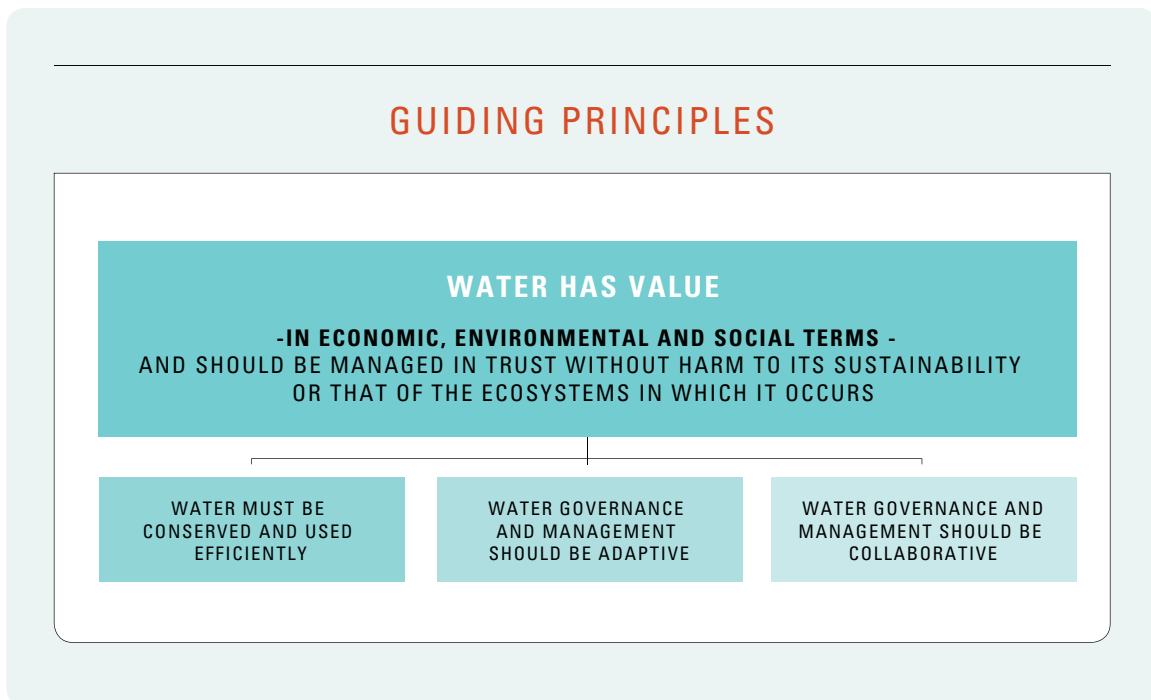 GUIDING PRINCIPLES
WATER HAS VALUE
-IN ECONOMIC, ENVIRONMENTAL AND SOCIAL TERMS -
AND SHOULD BE MANAGED IN TRUST WITHOUT HARM TO ITS SUSTAINABILITY
OR THAT OF THE ECOSYSTEMS IN WHICH IT OCCURS
WATER MUST BE
CONSERVED AND USED
EFFICIENTLY
WATER GOVERNANCE
AND MANAGEMENT
SHOULD BE ADAPTIVE
WATER GOVERNANCE AND
MANAGEMENT SHOULD BE
COLLABORATIVE